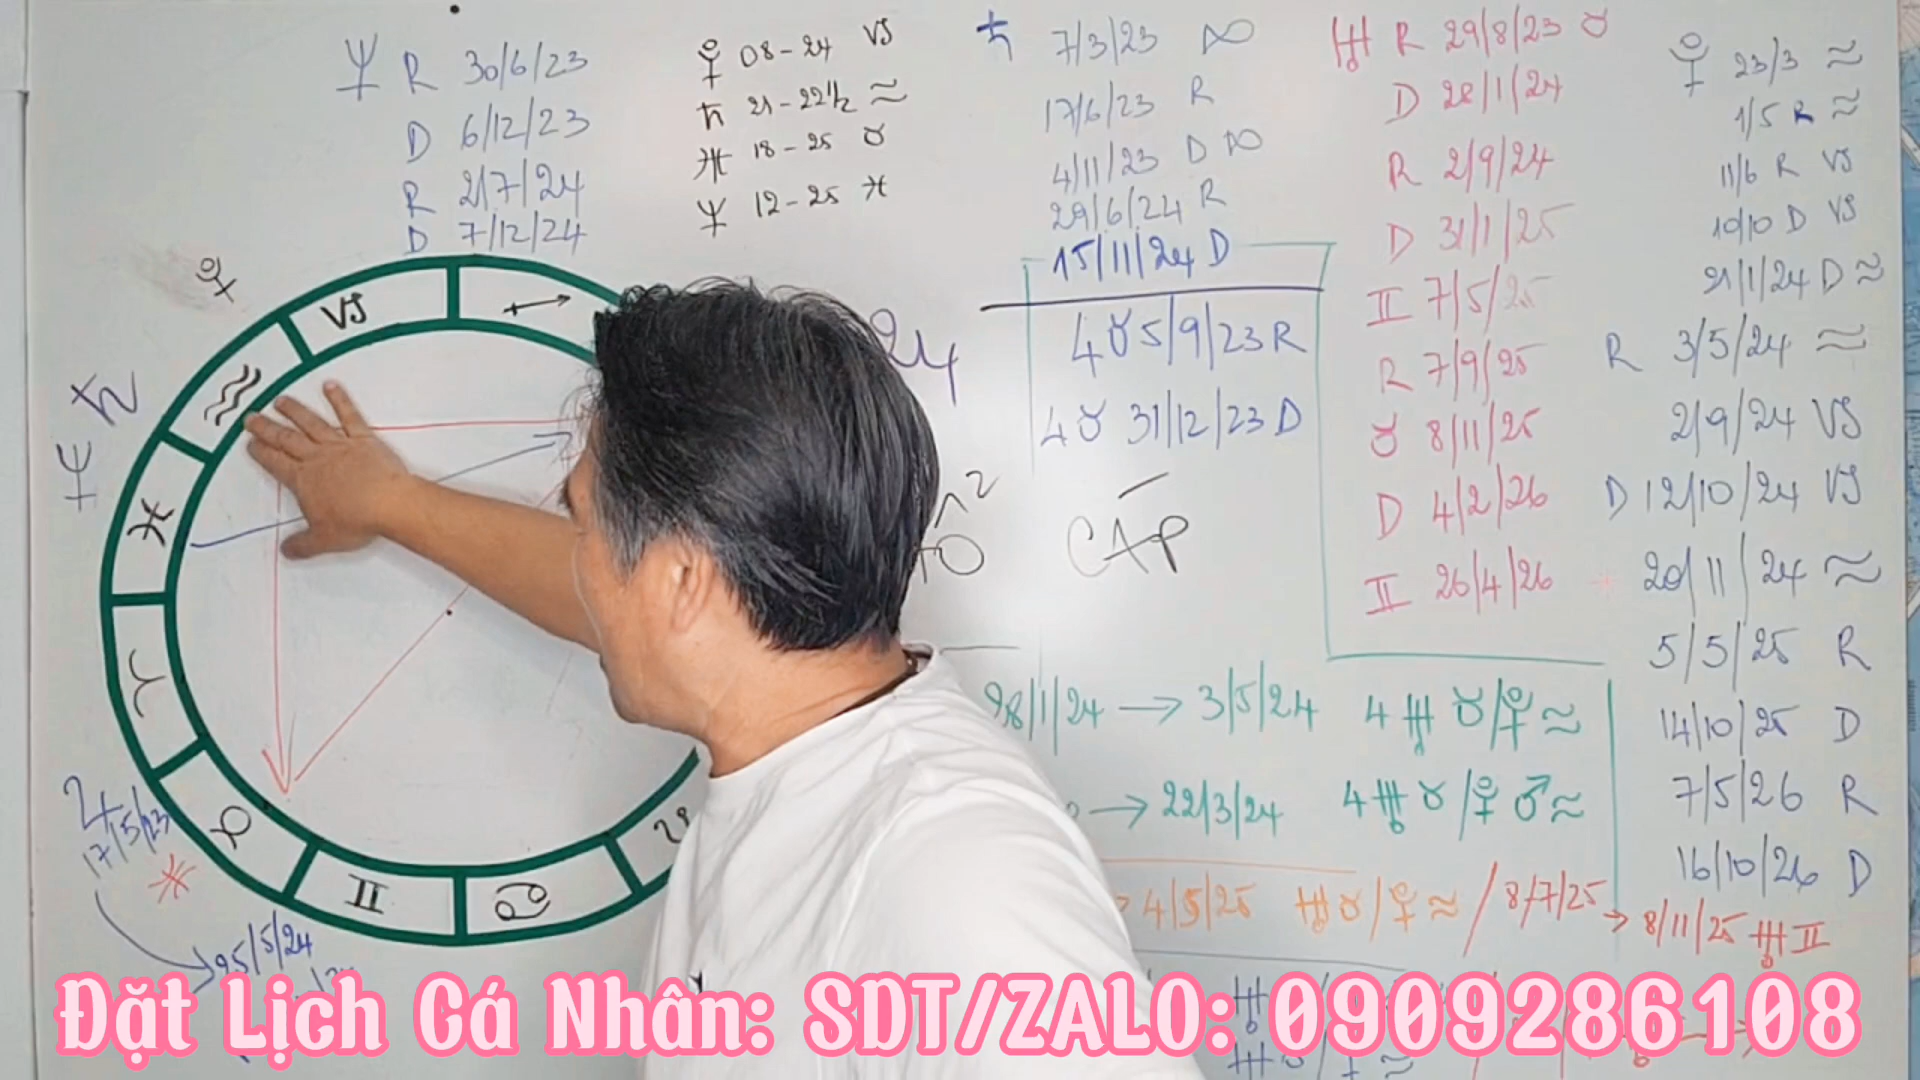 ♆ R 30/6/23
D 6/12/23
R 2/7/24
D 7/12/24
♀ 08-24 ♑
♄ 21-22 1/2 ♒
♅ 18-25 ♉
♆ 12-25 ♓
♄ 7/3/23 ♓
17/6/23 R
4/11/23 D ♓
29/6/24 R
15/11/24 D
♃ ♉ 5/9/23 R
♃ ♉ 31/12/23 D
24
CẤP
♅ R 29/8/23 ♉
D 28/1/24
R 2/9/24
D 31/1/25
♊ 7/5/25
R 7/9/25
♉ 8/11/25
D 4/2/26
♊ 26/4/26
♇ 23/3 ♒
1/5 R ♒
11/6 R ♑
10/10 D ♑
21/1/24 D ♒
R 3/5/24 ♒
2/9/24 ♑
D 12/10/24 ♑
20/11/24 ♒
5/5/25 R
14/10/25 D
7/5/26 R
16/10/26 D
28/1/24 → 3/5/24 ♃ ♅ ♉/♇ ♒
→ 22/3/24 ♃ ♅ ♉/♇ ♂ ♒
4/5/25 ♅ ♉/♇ ♒ / 8/7/25 → 8/11/25 ♅ ♊
♇
♄
♆
♑
♒
♓
♈
♉
♊
♋
♃ 17/5/23
25/5/24
Đặt Lịch Cá Nhân: SDT/ZALO: 0909286108